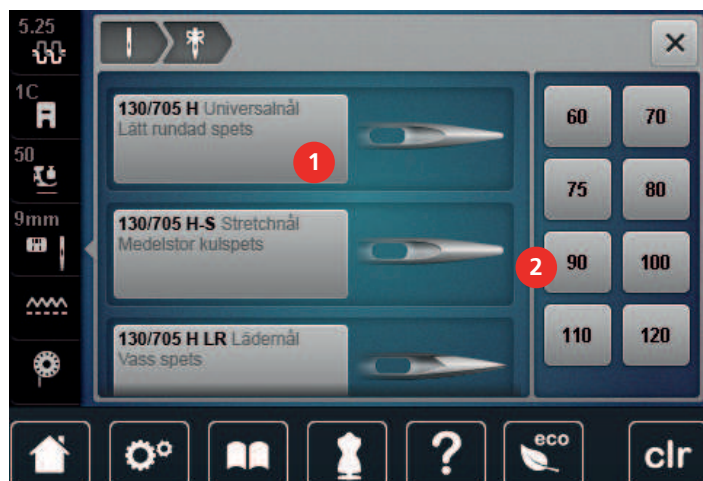 5.25
1C
50
9mm
130/705 H Universalnål
Lätt rundad spets
1
130/705 H-S Stretchnål
Medelstor kulspets
130/705 H LR Lädernål
Vass spets
60 70
75 80
2
90 100
110 120
? eco clr